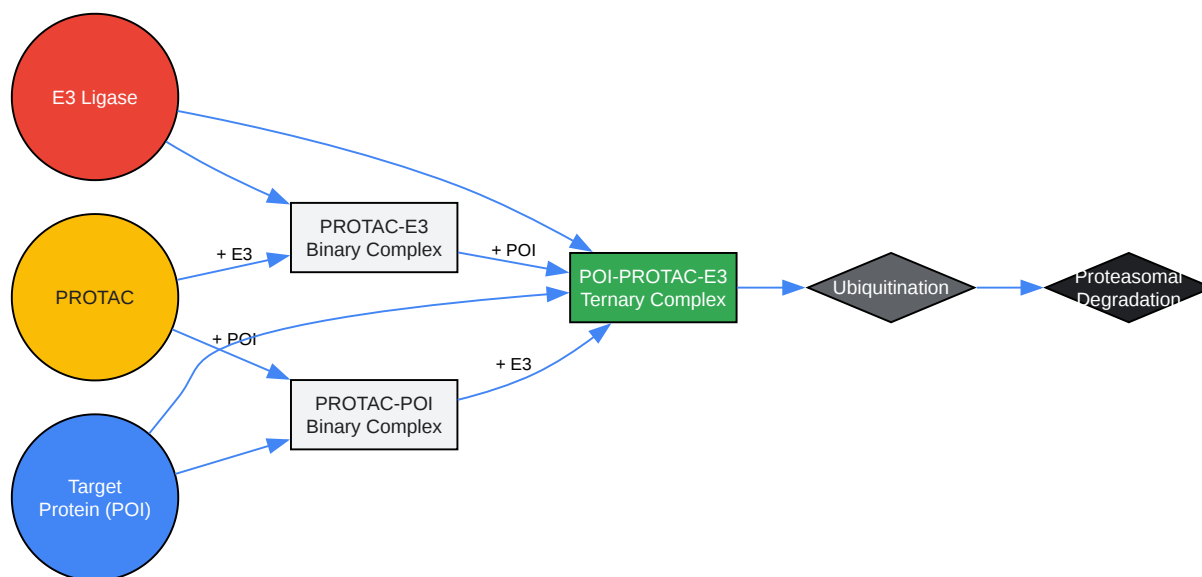 E3 Ligase
PROTAC-E3
Binary Complex
+ E3
+ POI
PROTAC
POI-PROTAC-E3
Ternary Complex
Ubiquitination
Proteasomal
Degradation
+ POI
+ E3
PROTAC-POI
Binary Complex
Target
Protein (POI)